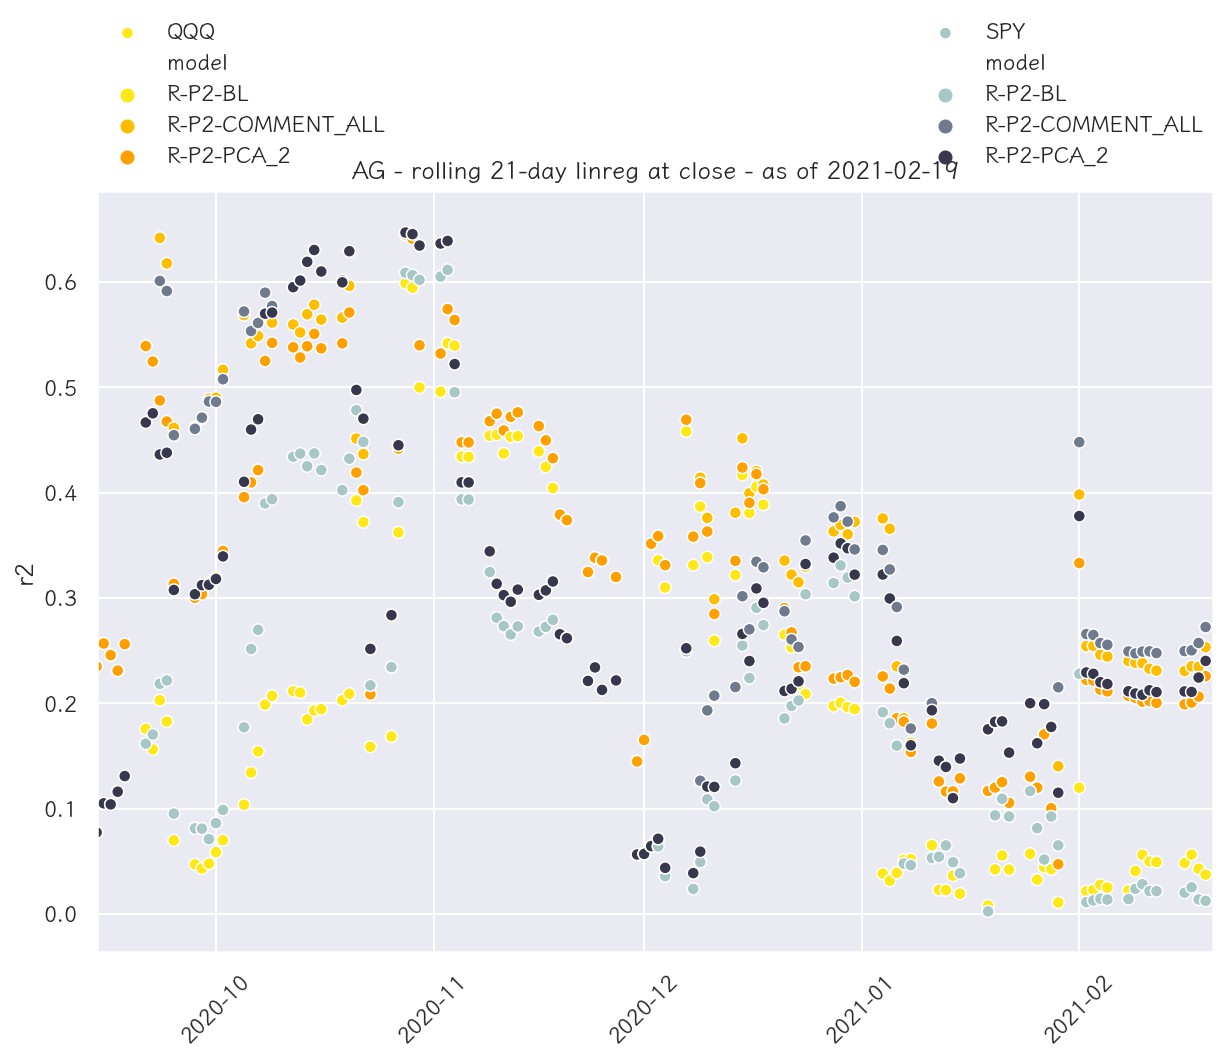 QQQ
model
R-P2-BL
R-P2-COMMENT_ALL
R-P2-PCA_2
SPY
model
R-P2-BL
R-P2-COMMENT_ALL
R-P2-PCA_2
AG - rolling 21-day linreg at close - as of 2021-02-19
r2
0.6
0.5
0.4
0.3
0.2
0.1
0.0
2020-10
2020-11
2020-12
2021-01
2021-02